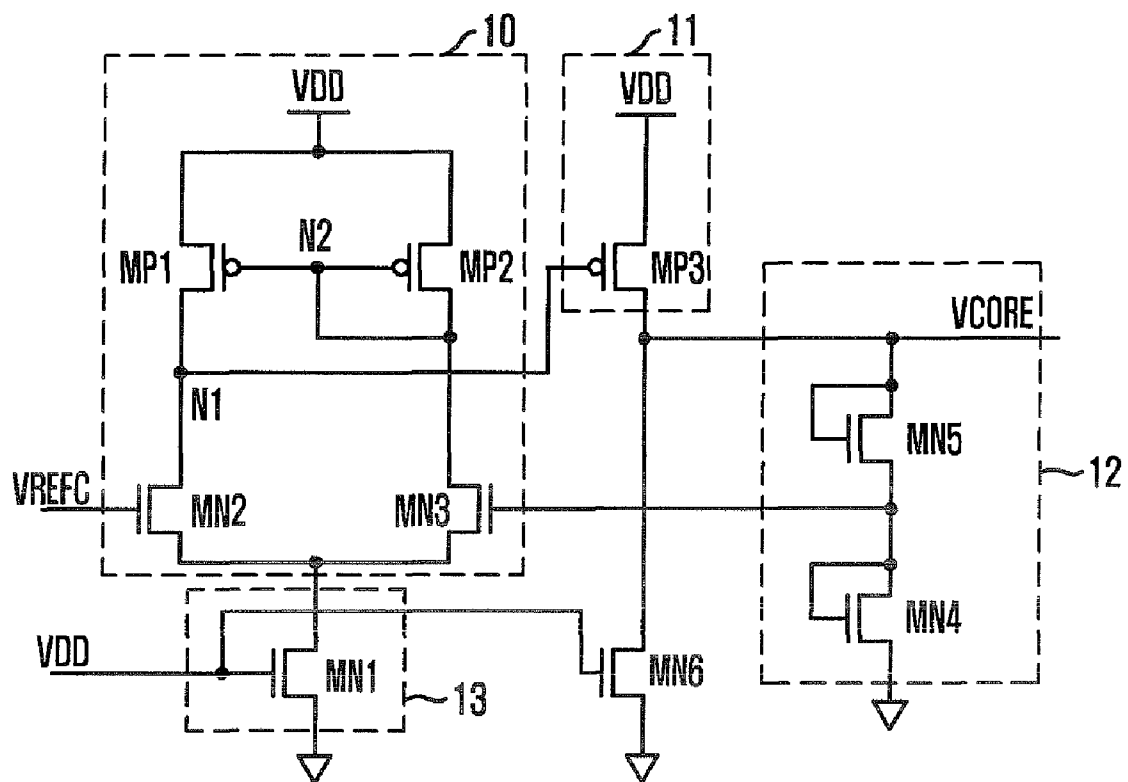 10
11
VDD
VDD
N2
MP1
MP2
MP3
VCORE
N1
MN5
VREFC
MN2
MN3
12
MN4
VDD
MN1
MN6
13